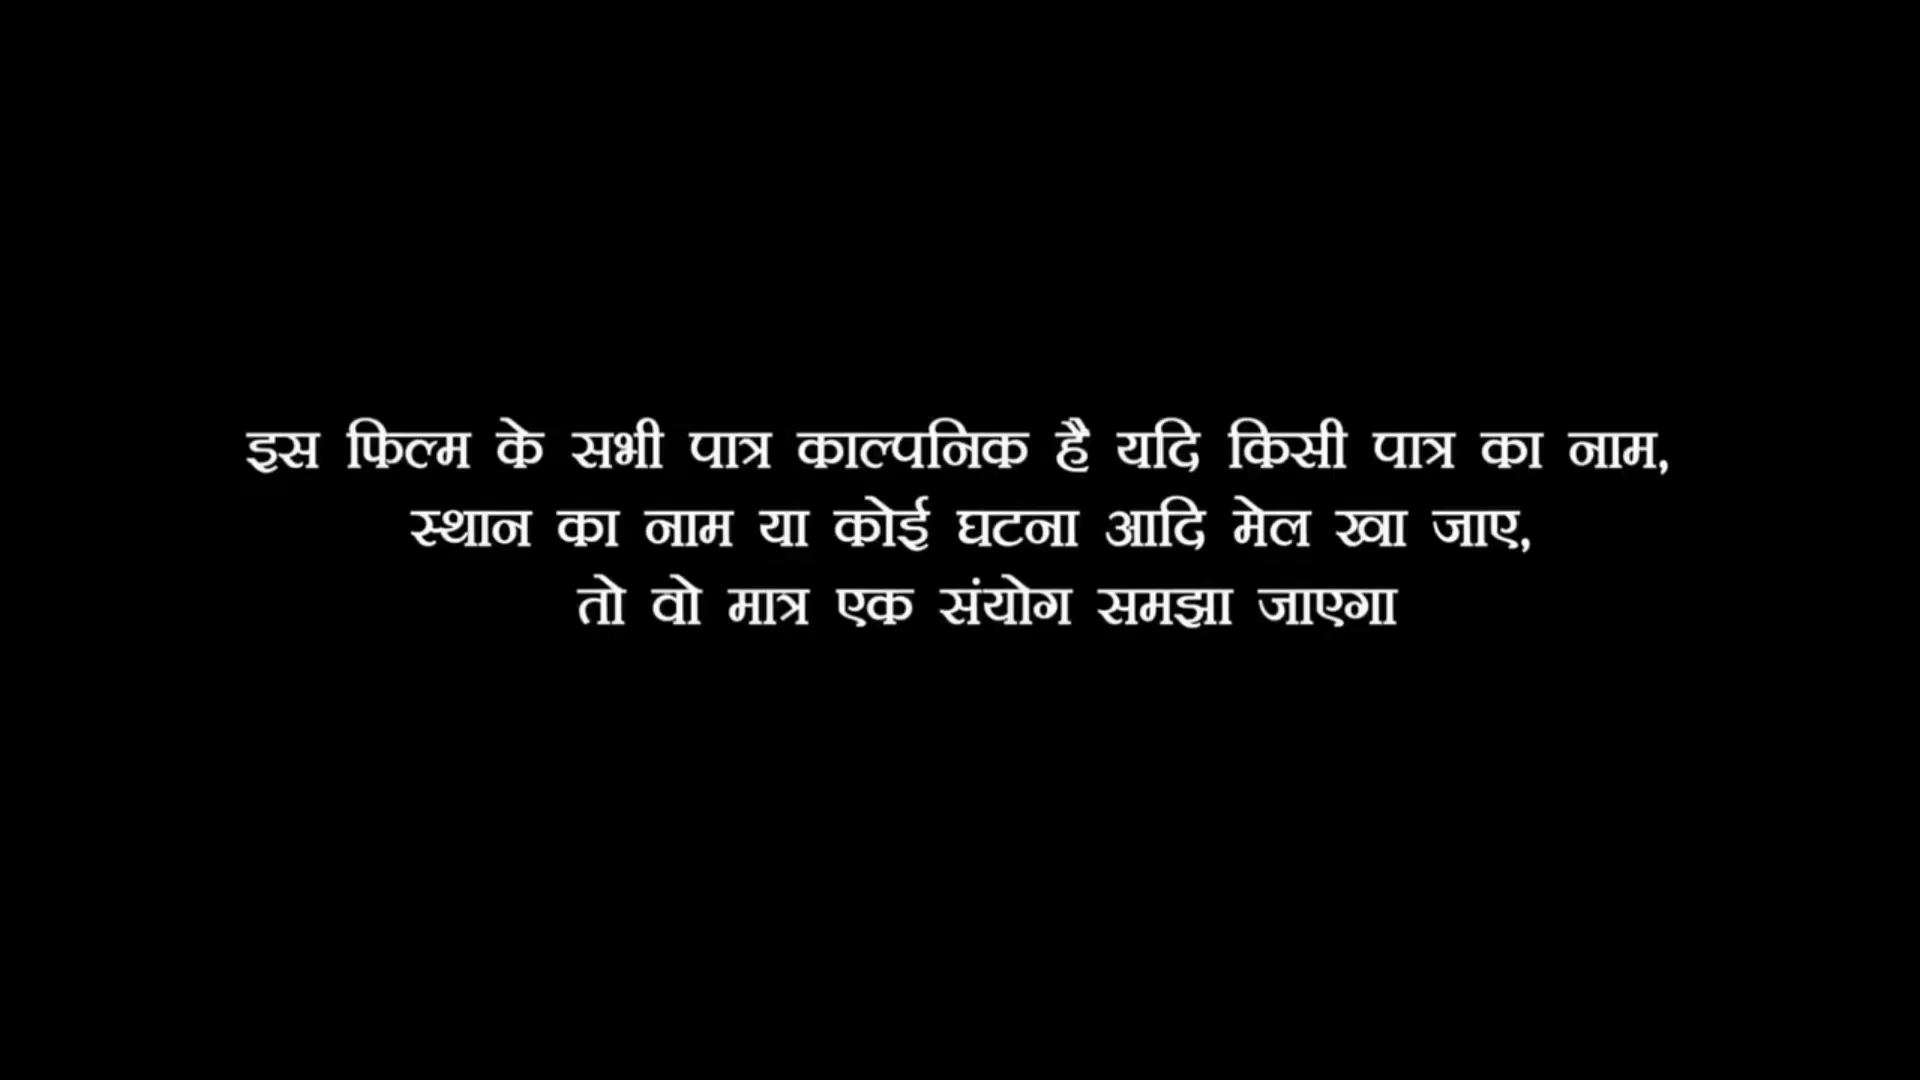 इस फिल्म के सभी पात्र काल्पनिक है यदि किसी पात्र का नाम,
स्थान का नाम या कोई घटना आदि मेल खा जाए,
तो वो मात्र एक संयोग समझा जाएगा